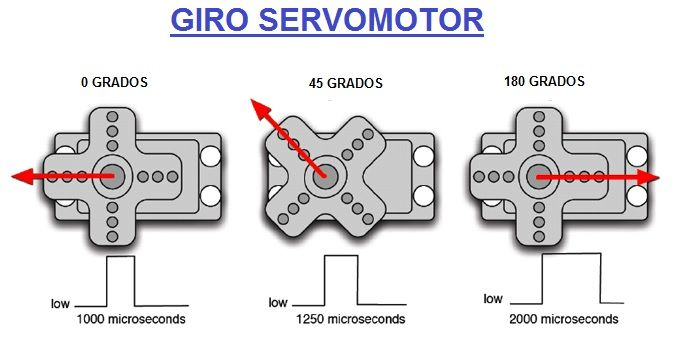 GIRO SERVOMOTOR
0 GRADOS
45 GRADOS
180 GRADOS
low
1000 microseconds
low
1250 microseconds
low
2000 microseconds